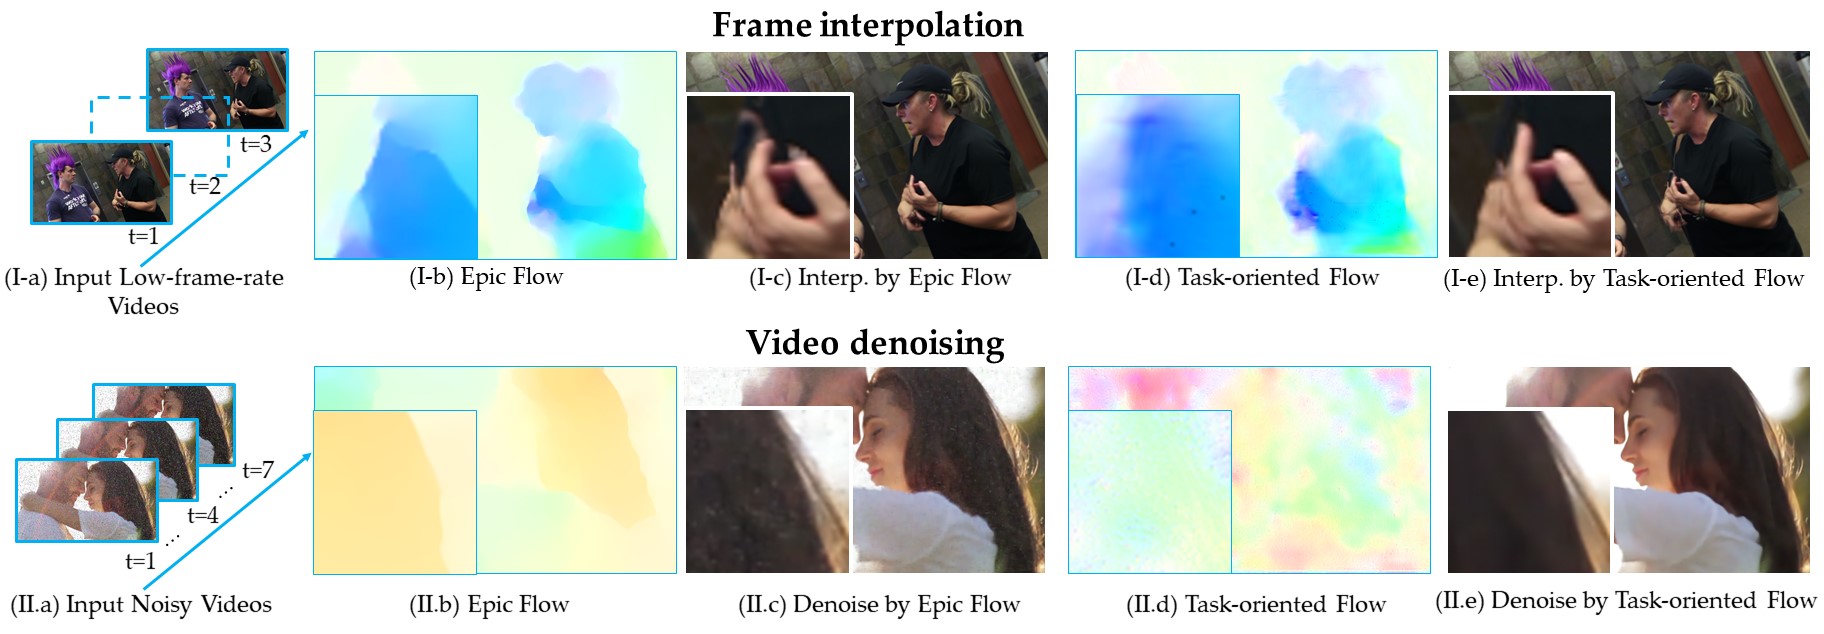 Frame interpolation
t=3
t=2
t=1
(I-a) Input Low-frame-rate
Videos
(I-b) Epic Flow
(I-c) Interp. by Epic Flow
(I-d) Task-oriented Flow
(I-e) Interp. by Task-oriented Flow
Video denoising
t=7
...
t=4
...
t=1
(II.a) Input Noisy Videos
(II.b) Epic Flow
(II.c) Denoise by Epic Flow
(II.d) Task-oriented Flow
(II.e) Denoise by Task-oriented Flow